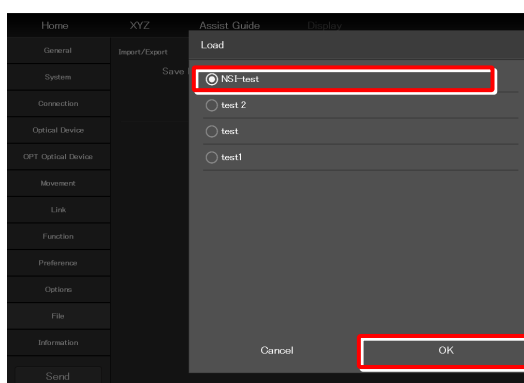 Home XYZ Assist Guide Display
General
System
Connection
Optical Device
OPT Optical Device
Movement
Link
Function
Preference
Options
File
Information
Send
Import/Export
Save
Load
NSI-test
test 2
test
test1
Cancel OK